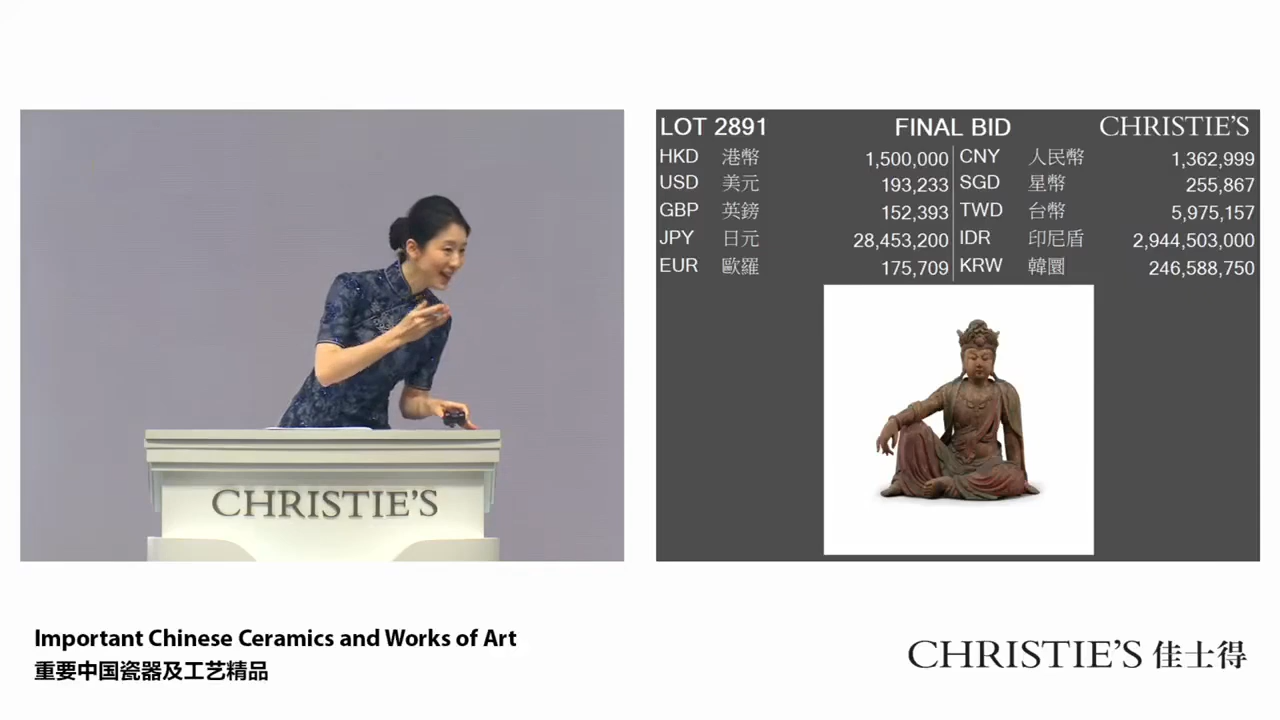 CHRISTIE'S
LOT 2891 FINAL BID CHRISTIE'S
HKD 港幣 1,500,000 CNY 人民幣 1,362,999
USD 美元 193,233 SGD 星幣 255,867
GBP 英鎊 152,393 TWD 台幣 5,975,157
JPY 日元 28,453,200 IDR 印尼盾 2,944,503,000
EUR 歐羅 175,709 KRW 韓圜 246,588,750
Important Chinese Ceramics and Works of Art
重要中国瓷器及工艺精品
CHRISTIE'S 佳士得